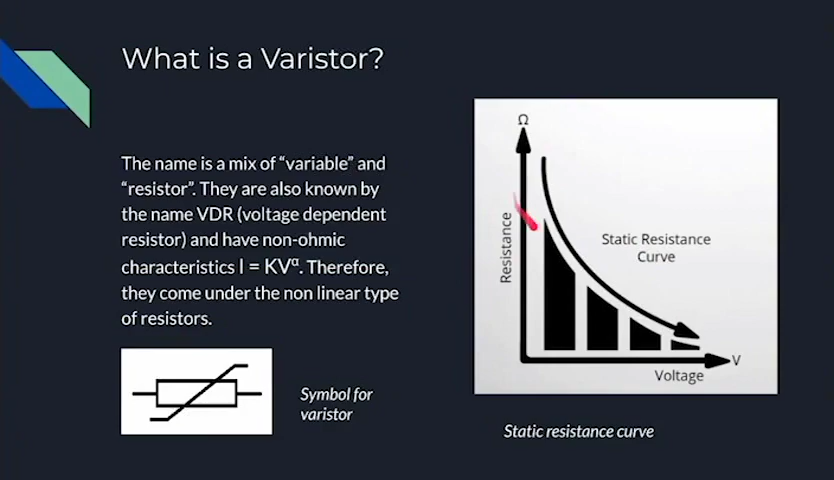 What is a Varistor?
The name is a mix of “variable” and
“resistor”. They are also known by
the name VDR (voltage dependent
resistor) and have non-ohmic
characteristics I = KVᵅ. Therefore,
they come under the non linear type
of resistors.
Symbol for
varistor
Ω
Resistance
Static Resistance
Curve
V
Voltage
Static resistance curve